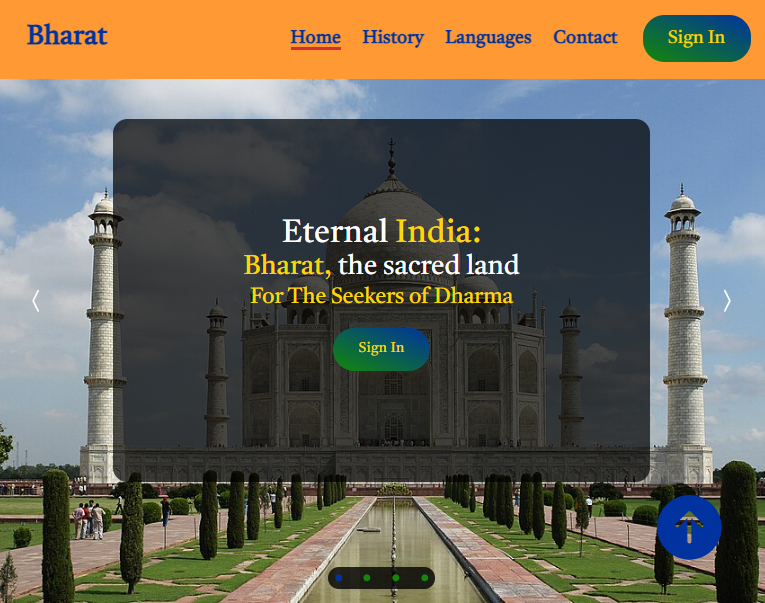 Bharat
Home History Languages Contact Sign In
Eternal India:
Bharat, the sacred land
For The Seekers of Dharma
Sign In